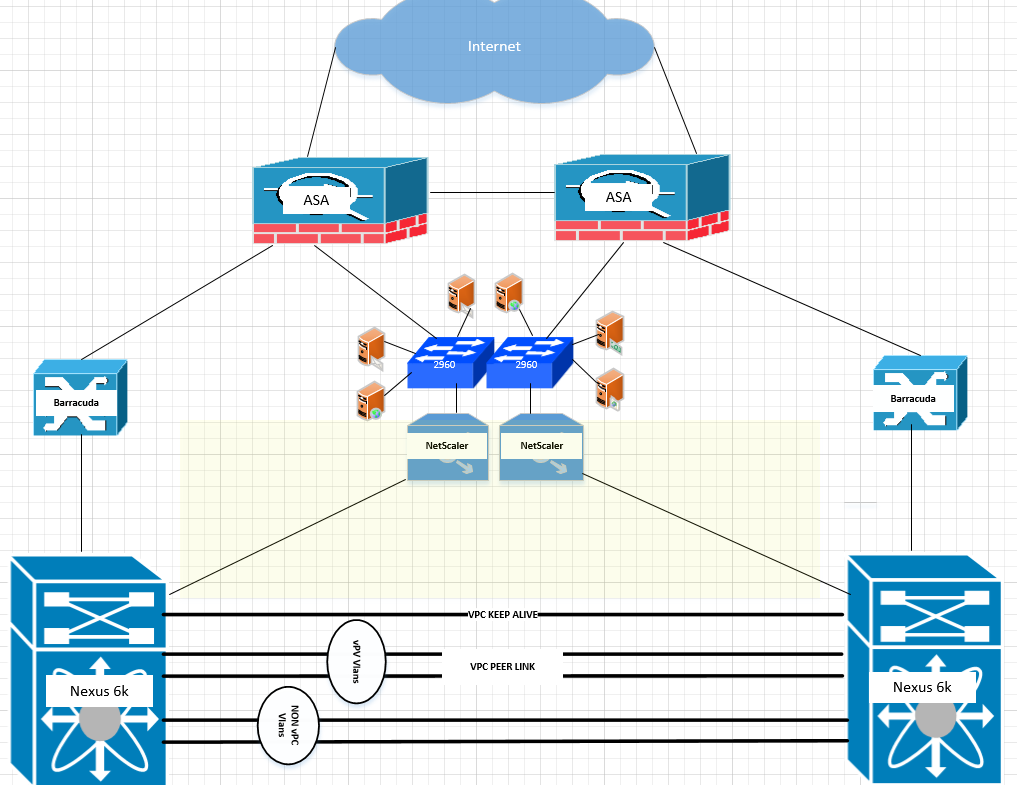 Internet
ASA
ASA
2960
2960
Barracuda
Barracuda
NetScaler
NetScaler
VPC KEEP ALIVE
vPV Vlans
VPC PEER LINK
Nexus 6k
Nexus 6k
NON vPC
Vlans